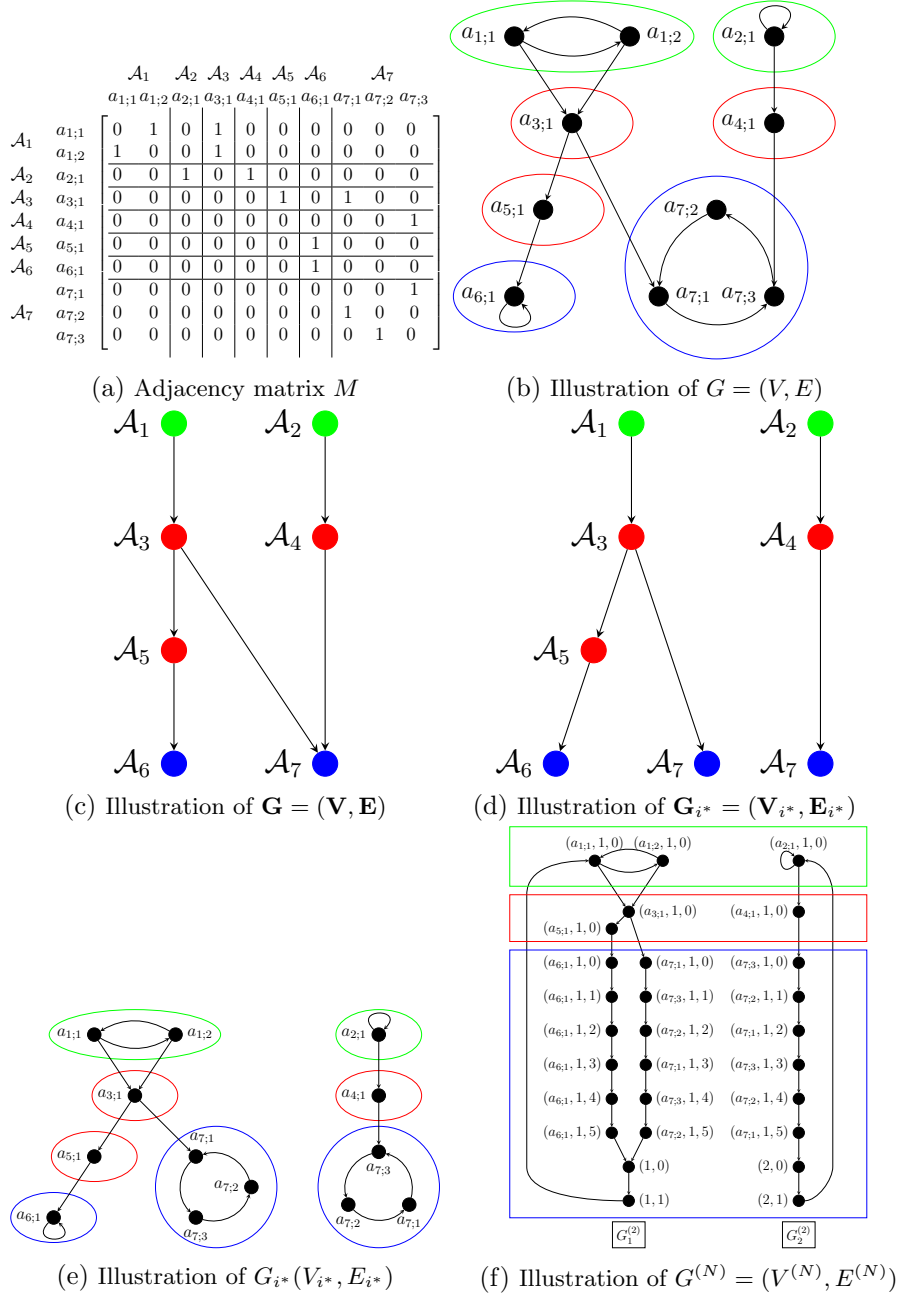 𝒜₁ 𝒜₂ 𝒜₃ 𝒜₄ 𝒜₅ 𝒜₆ 𝒜₇
a₁;₁ a₁;₂ a₂;₁ a₃;₁ a₄;₁ a₅;₁ a₆;₁ a₇;₁ a₇;₂ a₇;₃
𝒜₁ a₁;₁ 0 1 0 1 0 0 0 0 0 0
a₁;₂ 1 0 0 1 0 0 0 0 0 0
𝒜₂ a₂;₁ 0 0 1 0 1 0 0 0 0 0
𝒜₃ a₃;₁ 0 0 0 0 0 1 0 1 0 0
𝒜₄ a₄;₁ 0 0 0 0 0 0 0 0 0 1
𝒜₅ a₅;₁ 0 0 0 0 0 0 1 0 0 0
𝒜₆ a₆;₁ 0 0 0 0 0 0 1 0 0 0
a₇;₁ 0 0 0 0 0 0 0 0 0 1
𝒜₇ a₇;₂ 0 0 0 0 0 0 0 1 0 0
a₇;₃ 0 0 0 0 0 0 0 0 1 0
(a) Adjacency matrix M
a₁;₁ a₁;₂ a₂;₁
a₃;₁ a₄;₁
a₅;₁ a₇;₂
a₆;₁ a₇;₁ a₇;₃
(b) Illustration of G = (V, E)
𝒜₁ 𝒜₂
𝒜₃ 𝒜₄
𝒜₅
𝒜₆ 𝒜₇
(c) Illustration of 𝐆 = (𝐕, 𝐄)
𝒜₁ 𝒜₂
𝒜₃ 𝒜₄
𝒜₅
𝒜₆ 𝒜₇ 𝒜₇
(d) Illustration of 𝐆ᵢ* = (𝐕ᵢ*, 𝐄ᵢ*)
a₁;₁ a₁;₂ a₂;₁
a₃;₁ a₄;₁
a₅;₁ a₇;₁ a₇;₃
a₆;₁ a₇;₂ a₇;₃ a₇;₂ a₇;₁
(e) Illustration of Gᵢ*(Vᵢ*, Eᵢ*)
(a₁;₁, 1, 0) (a₁;₂, 1, 0) (a₂;₁, 1, 0)
(a₃;₁, 1, 0) (a₄;₁, 1, 0)
(a₅;₁, 1, 0)
(a₆;₁, 1, 0) (a₇;₁, 1, 0) (a₇;₃, 1, 0)
(a₆;₁, 1, 1) (a₇;₃, 1, 1) (a₇;₂, 1, 1)
(a₆;₁, 1, 2) (a₇;₂, 1, 2) (a₇;₁, 1, 2)
(a₆;₁, 1, 3) (a₇;₁, 1, 3) (a₇;₃, 1, 3)
(a₆;₁, 1, 4) (a₇;₃, 1, 4) (a₇;₂, 1, 4)
(a₆;₁, 1, 5) (a₇;₂, 1, 5) (a₇;₁, 1, 5)
(1, 0) (2, 0)
(1, 1) (2, 1)
G₁⁽²⁾ G₂⁽²⁾
(f) Illustration of G⁽ᴺ⁾ = (V⁽ᴺ⁾, E⁽ᴺ⁾)